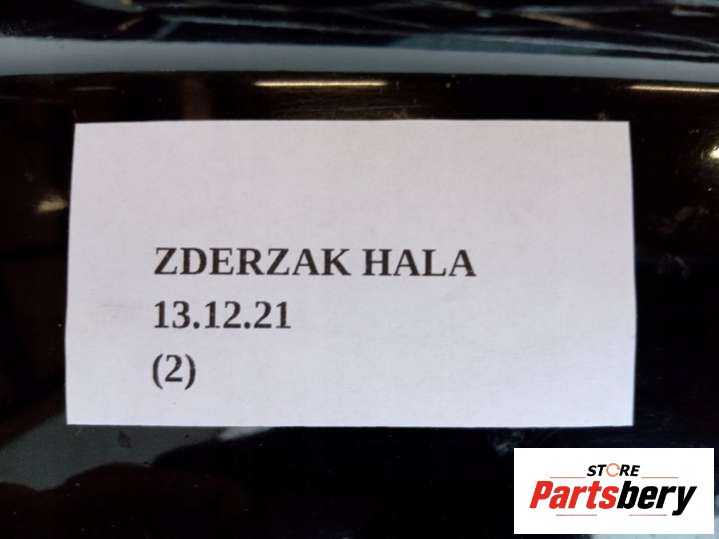 ZDERZAK HALA
13.12.21
(2)
STORE
Partsbery